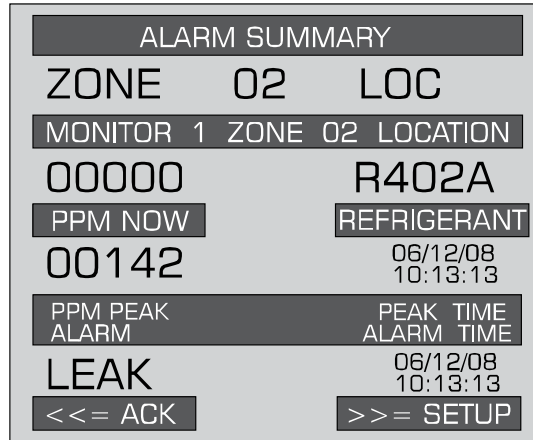 ALARM SUMMARY
ZONE 02 LOC
MONITOR 1 ZONE 02 LOCATION
00000 R402A
PPM NOW REFRIGERANT
00142 06/12/08
10:13:13
PPM PEAK PEAK TIME
ALARM ALARM TIME
LEAK 06/12/08
10:13:13
<<= ACK >>= SETUP